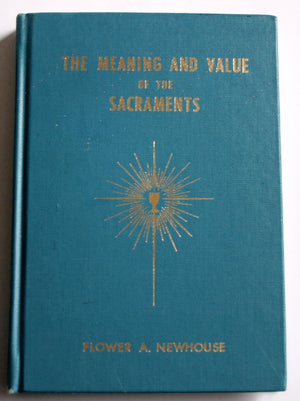 THE MEANING AND VALUE
OF THE
SACRAMENTS
FLOWER A. NEWHOUSE